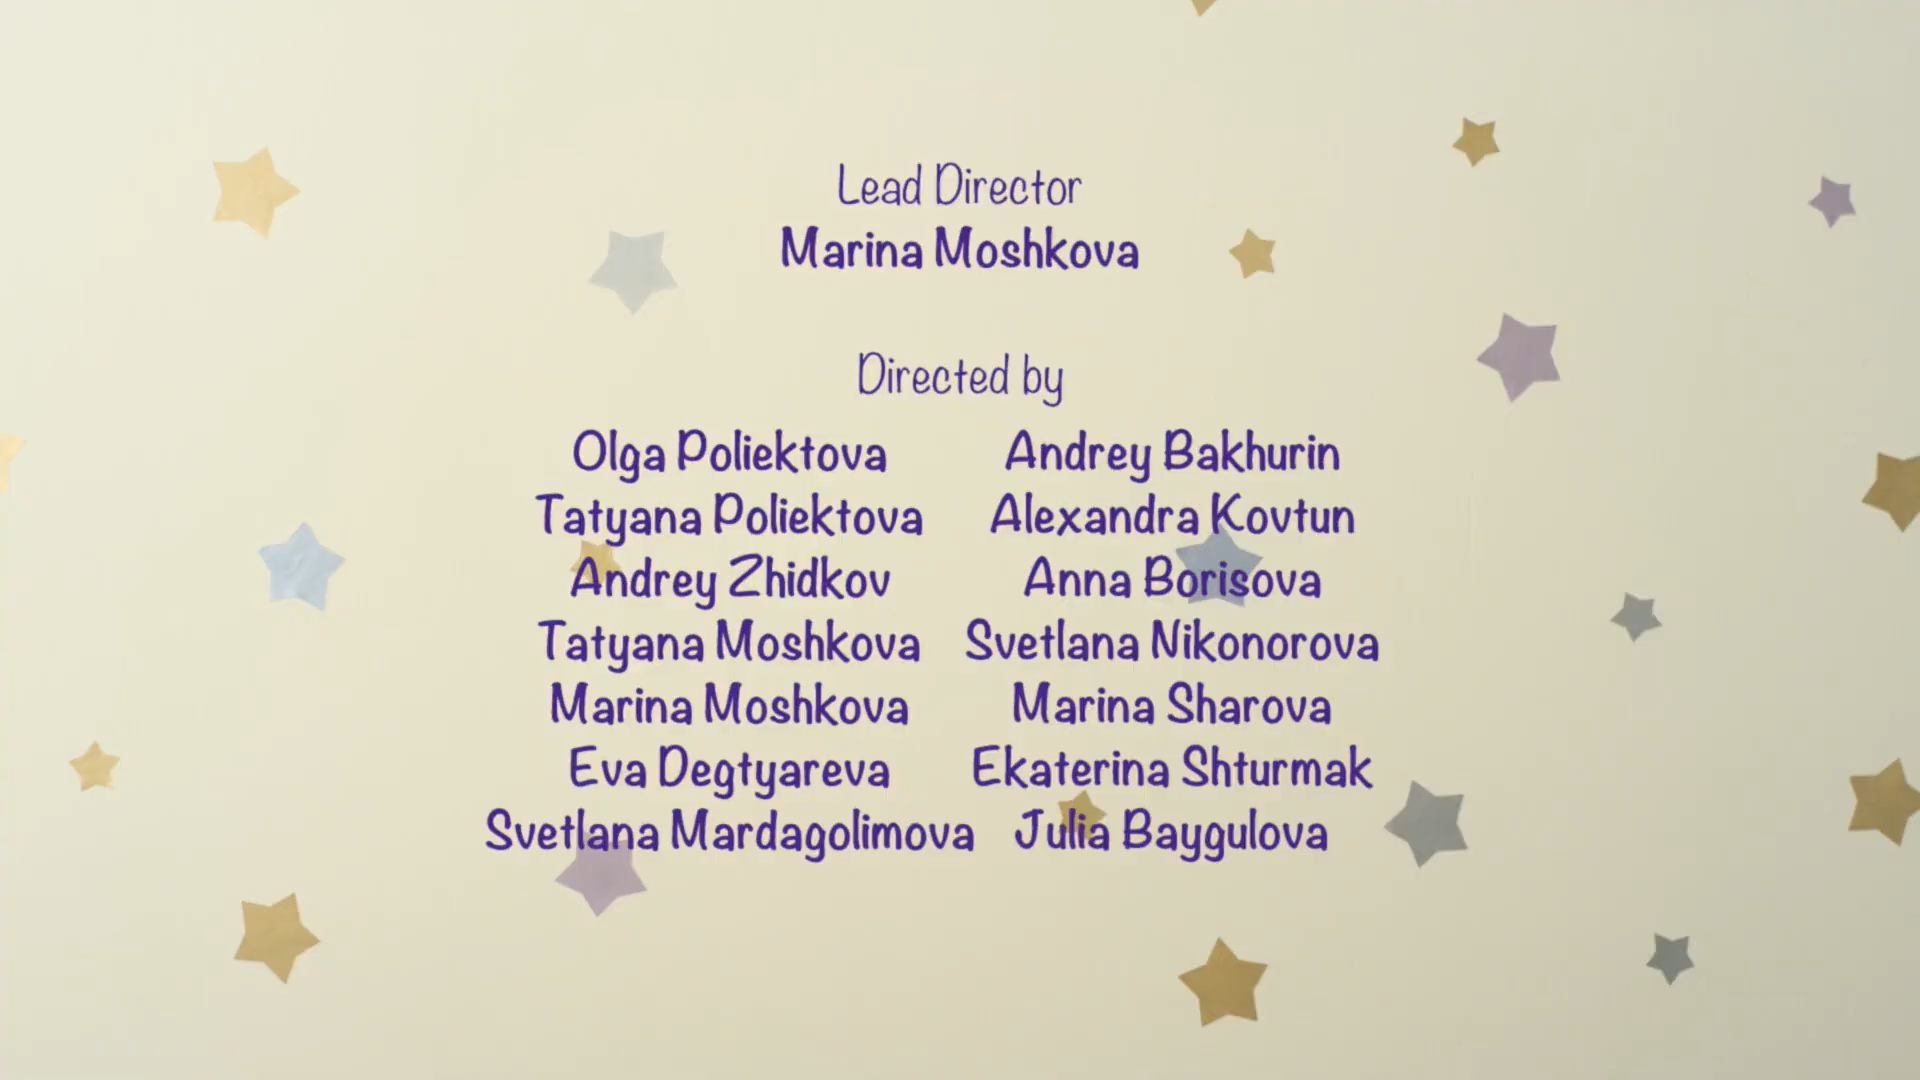 Lead Director
Marina Moshkova
Directed by
Olga Poliektova
Tatyana Poliektova
Andrey Zhidkov
Tatyana Moshkova
Marina Moshkova
Eva Degtyareva
Svetlana Mardagolimova
Andrey Bakhurin
Alexandra Kovtun
Anna Borisova
Svetlana Nikonorova
Marina Sharova
Ekaterina Shturmak
Julia Baygulova